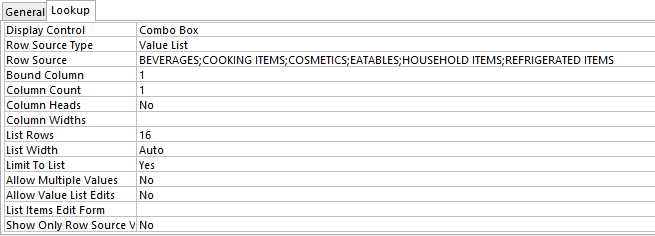 General Lookup
Display Control Combo Box
Row Source Type Value List
Row Source BEVERAGES;COOKING ITEMS;COSMETICS;EATABLES;HOUSEHOLD ITEMS;REFRIGERATED ITEMS
Bound Column 1
Column Count 1
Column Heads No
Column Widths
List Rows 16
List Width Auto
Limit To List Yes
Allow Multiple Values No
Allow Value List Edits No
List Items Edit Form
Show Only Row Source V No